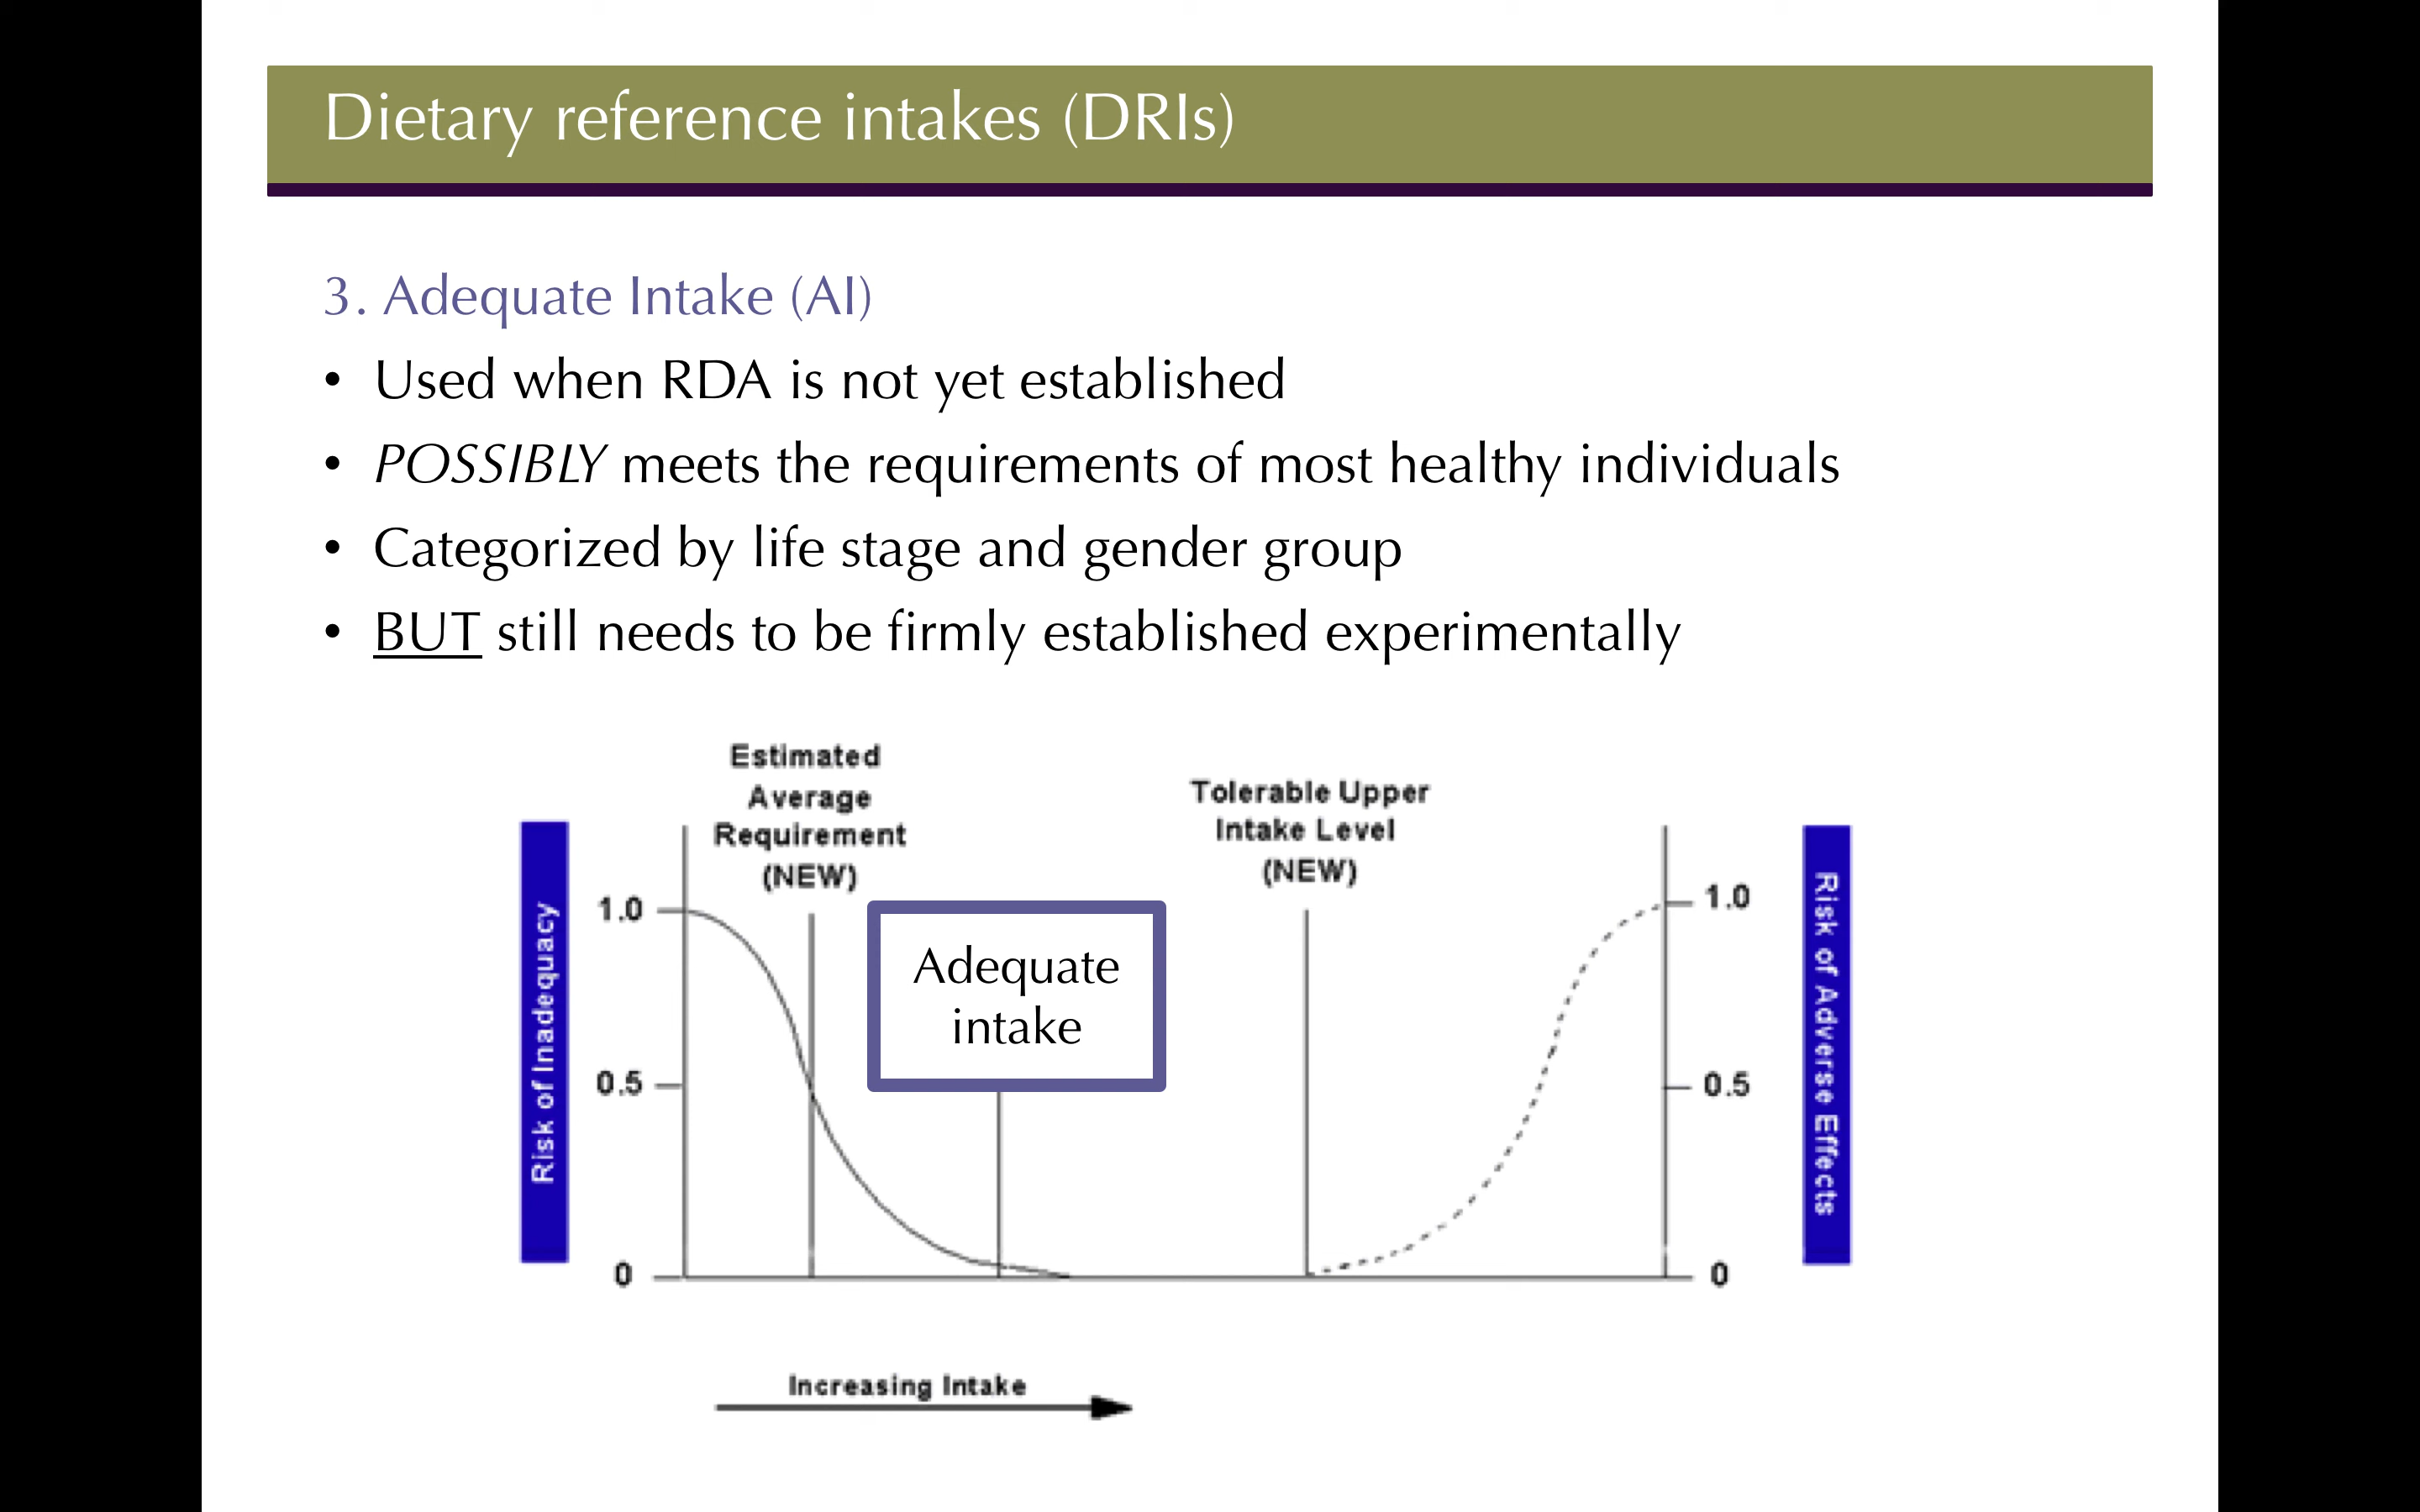 Dietary reference intakes (DRIs)
3. Adequate Intake (AI)
• Used when RDA is not yet established
• POSSIBLY meets the requirements of most healthy individuals
• Categorized by life stage and gender group
• BUT still needs to be firmly established experimentally
Estimated
Average
Requirement
(NEW)
Tolerable Upper
Intake Level
(NEW)
Adequate
intake
Risk of Inadequacy
1.0
0.5
0
1.0
0.5
0
Risk of Adverse Effects
Increasing Intake